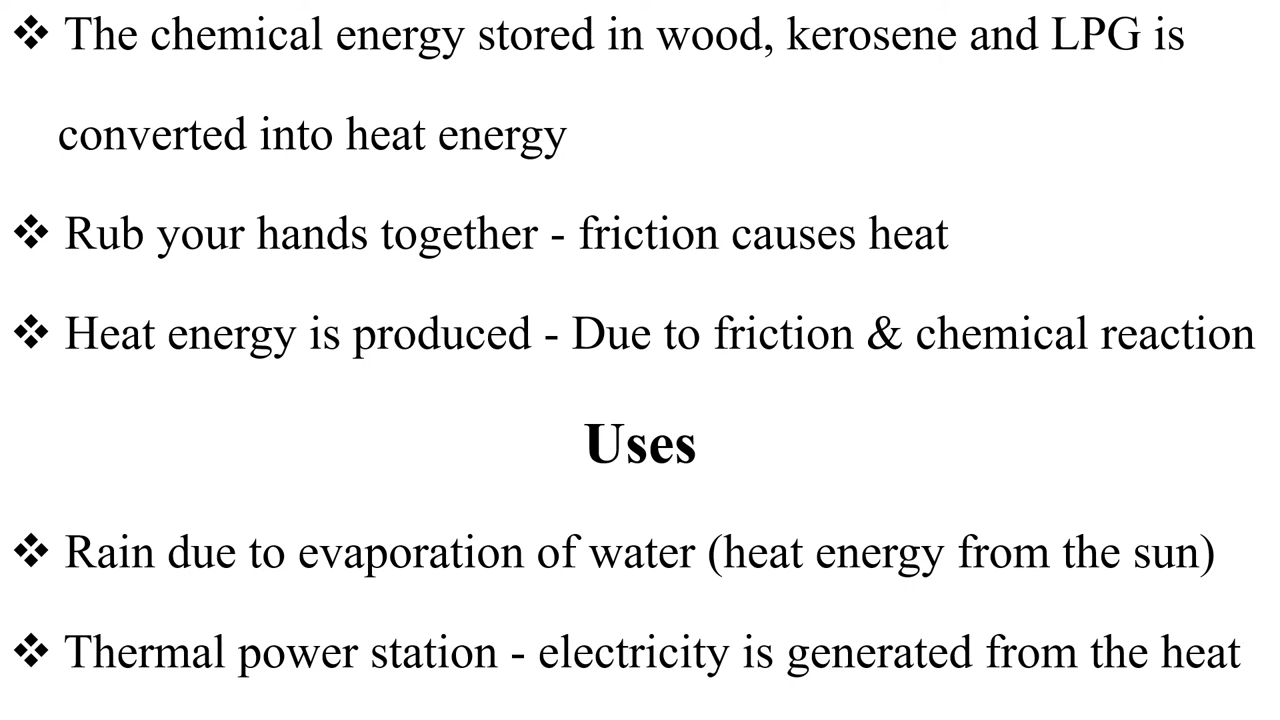 ❖ The chemical energy stored in wood, kerosene and LPG is
converted into heat energy
❖ Rub your hands together - friction causes heat
❖ Heat energy is produced - Due to friction & chemical reaction
Uses
❖ Rain due to evaporation of water (heat energy from the sun)
❖ Thermal power station - electricity is generated from the heat